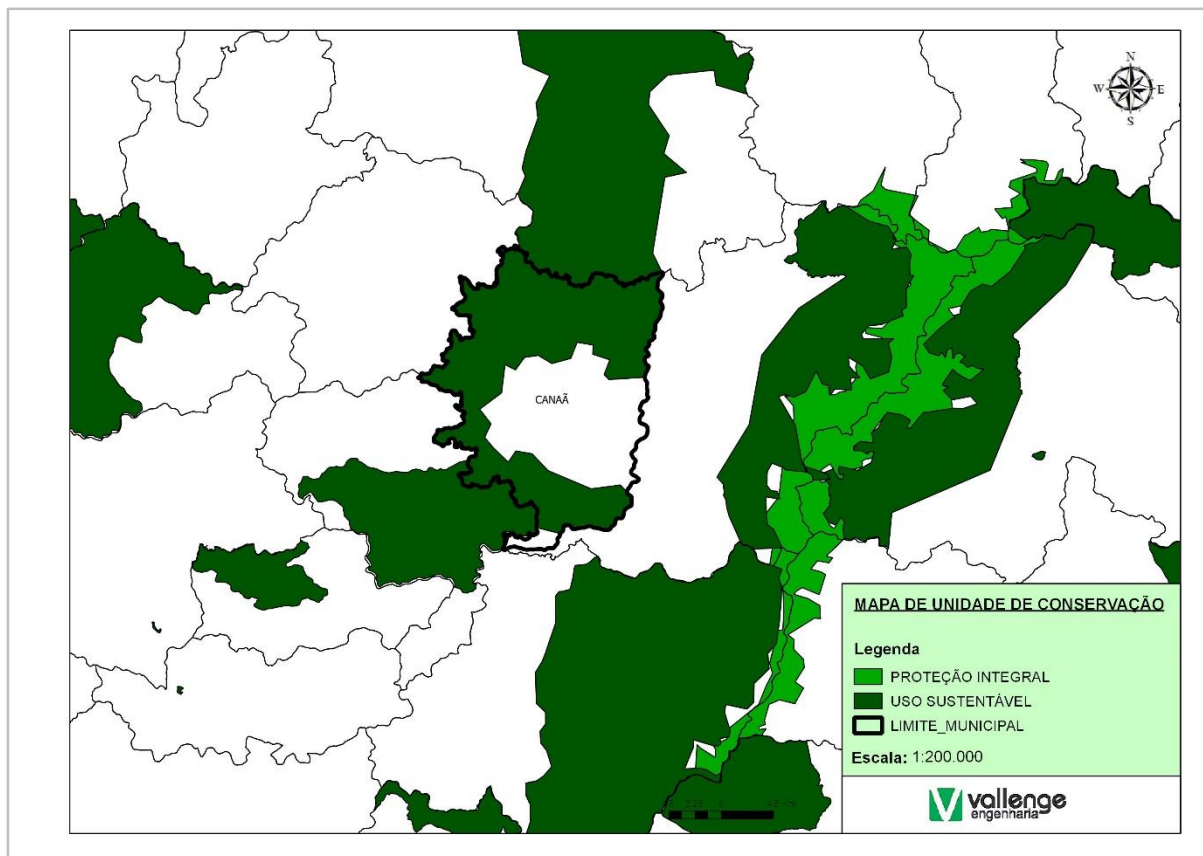 N
W E
S
CANAÃ
MAPA DE UNIDADE DE CONSERVAÇÃO
Legenda
PROTEÇÃO INTEGRAL
USO SUSTENTÁVEL
LIMITE_MUNICIPAL
Escala: 1:200.000
vallenge
engenharia